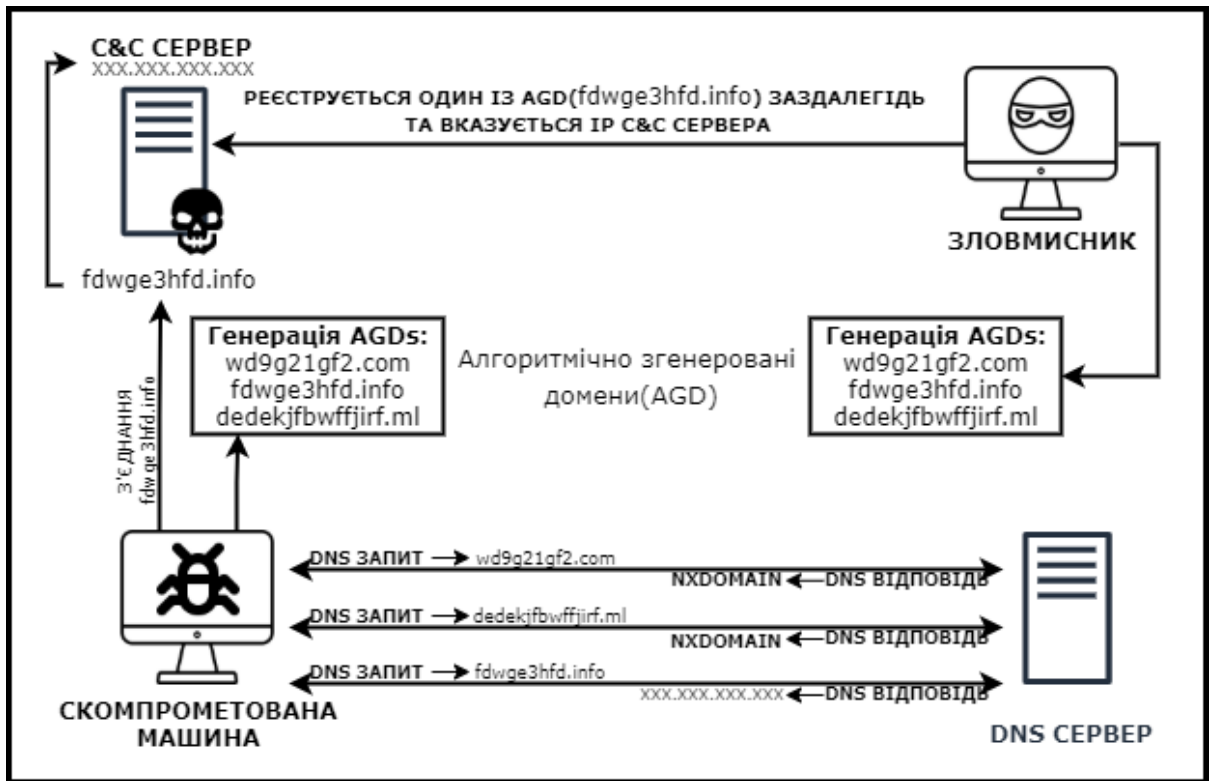 C&C СЕРВЕР
XXX.XXX.XXX.XXX
РЕЄСТРУЄТЬСЯ ОДИН ІЗ AGD(fdwge3hfd.info) ЗАЗДАЛЕГІДЬ
ТА ВКАЗУЄТЬСЯ IP C&C СЕРВЕРА
ЗЛОВМИСНИК
fdwge3hfd.info
Генерація AGDs:
wd9g21gf2.com
fdwge3hfd.info
dedekjfbwffjirf.ml
Алгоритмічно згенеровані
домени(AGD)
Генерація AGDs:
wd9g21gf2.com
fdwge3hfd.info
dedekjfbwffjirf.ml
З'ЄДНАННЯ
fdwge3hfd.info
DNS ЗАПИТ wd9g21gf2.com
NXDOMAIN DNS ВІДПОВІДЬ
DNS ЗАПИТ dedekjfbwffjirf.ml
NXDOMAIN DNS ВІДПОВІДЬ
DNS ЗАПИТ fdwge3hfd.info
XXX.XXX.XXX.XXX DNS ВІДПОВІДЬ
СКОМПРОМЕТОВАНА
МАШИНА
DNS СЕРВЕР